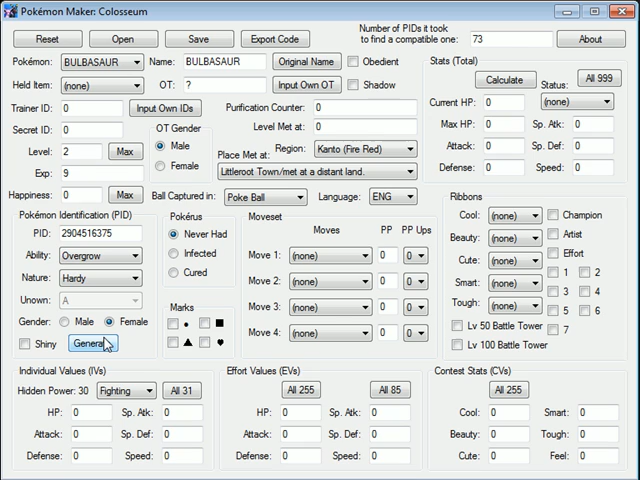 Pokémon Maker: Colosseum
Reset Open Save Export Code Number of PIDs it took to find a compatible one: 73 About
Pokémon: BULBASAUR Name: BULBASAUR Original Name Obedient
Held Item: (none) OT: ? Input Own OT Shadow
Stats (Total)
Calculate Status: All 999
Current HP: 0 (none)
Max HP: 0 Sp. Atk: 0
Attack: 0 Sp. Def: 0
Defense: 0 Speed: 0
Trainer ID: 0 Input Own IDs
Secret ID: 0
Level: 2 Max
Exp: 9
Happiness: 0 Max
OT Gender
Male
Female
Purification Counter: 0
Level Met at: 0
Region: Kanto (Fire Red)
Place Met at:
Littleroot Town/met at a distant land.
Ball Captured in: Poke Ball Language: ENG
Pokémon Identification (PID)
PID: 2904516375
Ability: Overgrow
Nature: Hardy
Unown: A
Gender: Male Female
Shiny
Pokérus
Never Had
Infected
Cured
Marks
Moveset
Moves PP PP Ups
Move 1: (none) 0 0
Move 2: (none) 0 0
Move 3: (none) 0 0
Move 4: (none) 0 0
Ribbons
Cool: (none) Champion
Beauty: (none) Artist
Cute: (none) Effort
Smart: (none) 1 2
Tough: (none) 3 4
5 6
Lv 50 Battle Tower 7
Lv 100 Battle Tower
Individual Values (IVs)
Hidden Power: 30 Fighting All 31
HP: 0 Sp. Atk: 0
Attack: 0 Sp. Def: 0
Defense: 0 Speed: 0
Effort Values (EVs)
All 255 All 85
HP: 0 Sp. Atk: 0
Attack: 0 Sp. Def: 0
Defense: 0 Speed: 0
Contest Stats (CVs)
All 255
Cool: 0 Smart: 0
Beauty: 0 Tough: 0
Cute: 0 Feel: 0